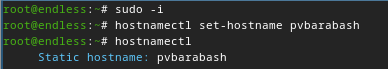 root@endless:~# sudo -i
root@endless:~# hostnamectl set-hostname pvbarabash
root@endless:~# hostnamectl
Static hostname: pvbarabash